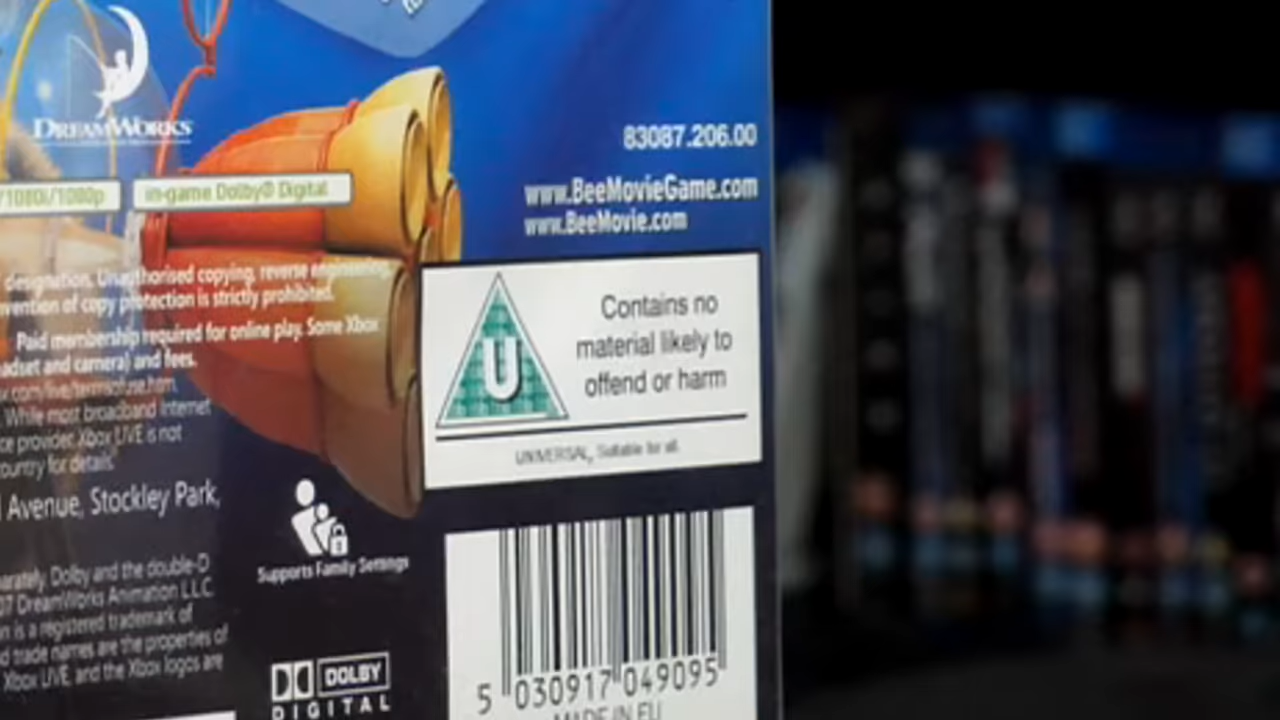 DREAMWORKS
83087.206.00
www.BeeMovieGame.com
www.BeeMovie.com
/1080i/1080p
in-game Dolby® Digital
designation. Unauthorised copying, reverse engineering,
of copy protection is strictly prohibited.
Paid membership required for online play. Some Xbox
and camera) and fees.
While most broadband internet
provider. Xbox LIVE is not
country for details.
Avenue, Stockley Park,
U
Contains no
material likely to
offend or harm
UNIVERSAL, Suitable for all
Supports Family Settings
Dolby and the double-D
DreamWorks Animation L.L.C.
is a registered trademark of
trade names are the properties of
Xbox LIVE, and the Xbox logos are
DOLBY
DIGITAL
5 030917 049095
MADE IN EU